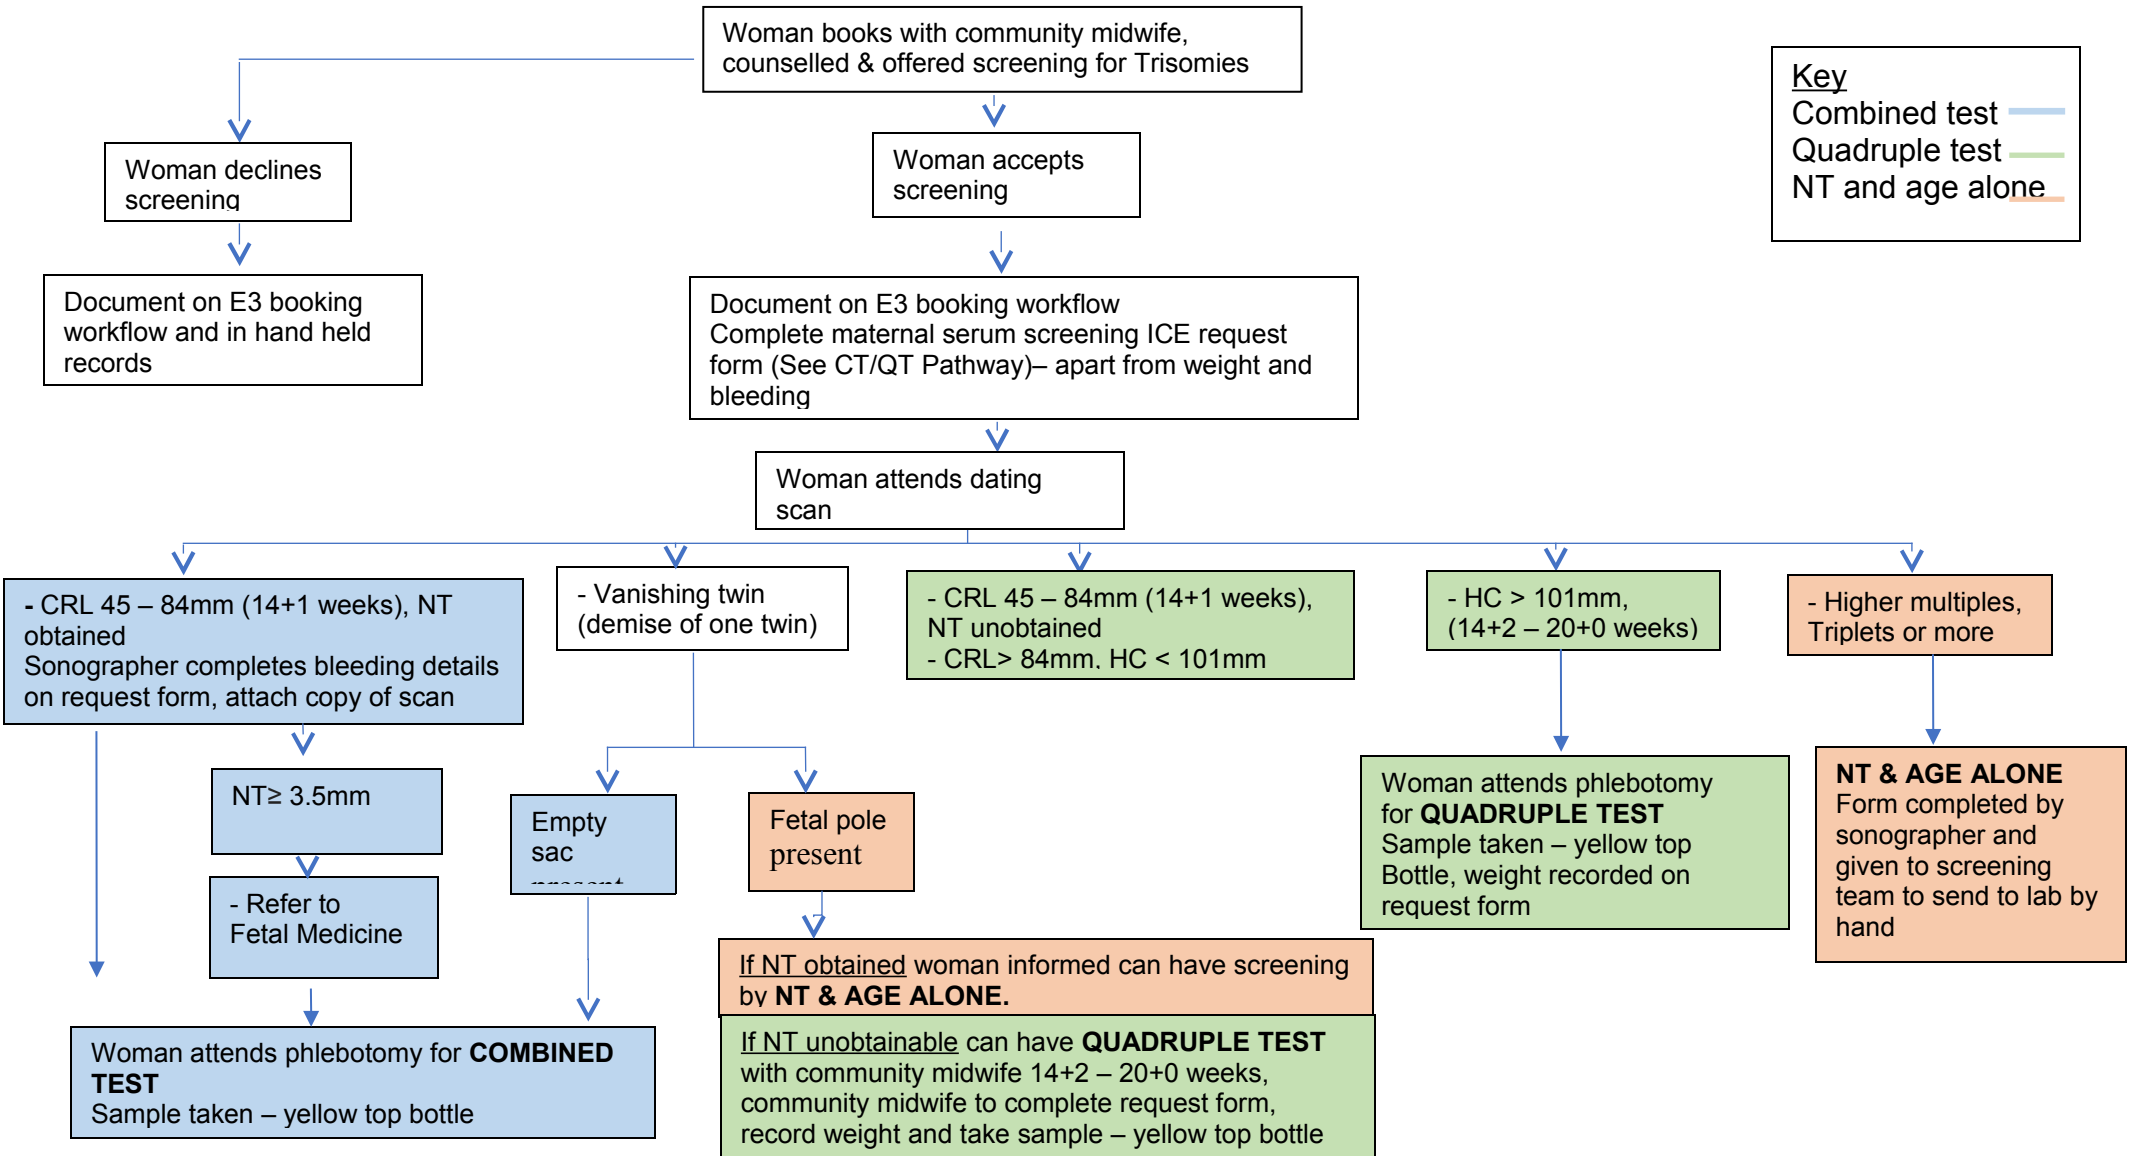 Woman books with community midwife,
counselled & offered screening for Trisomies
Key
Combined test
Quadruple test
NT and age alone
Woman declines
screening
Woman accepts
screening
Document on E3 booking
workflow and in hand held
records
Document on E3 booking workflow
Complete maternal serum screening ICE request
form (See CT/QT Pathway)– apart from weight and
bleeding
Woman attends dating
scan
- CRL 45 – 84mm (14+1 weeks), NT
obtained
Sonographer completes bleeding details
on request form, attach copy of scan
- Vanishing twin
(demise of one twin)
- CRL 45 – 84mm (14+1 weeks),
NT unobtained
- CRL> 84mm, HC < 101mm
- HC > 101mm,
(14+2 – 20+0 weeks)
- Higher multiples,
Triplets or more
NT≥ 3.5mm
- Refer to
Fetal Medicine
Empty
sac
present
Fetal pole
present
Woman attends phlebotomy
for QUADRUPLE TEST
Sample taken – yellow top
Bottle, weight recorded on
request form
NT & AGE ALONE
Form completed by
sonographer and
given to screening
team to send to lab by
hand
If NT obtained woman informed can have screening
by NT & AGE ALONE.
If NT unobtainable can have QUADRUPLE TEST
with community midwife 14+2 – 20+0 weeks,
community midwife to complete request form,
record weight and take sample – yellow top bottle
Woman attends phlebotomy for COMBINED
TEST
Sample taken – yellow top bottle